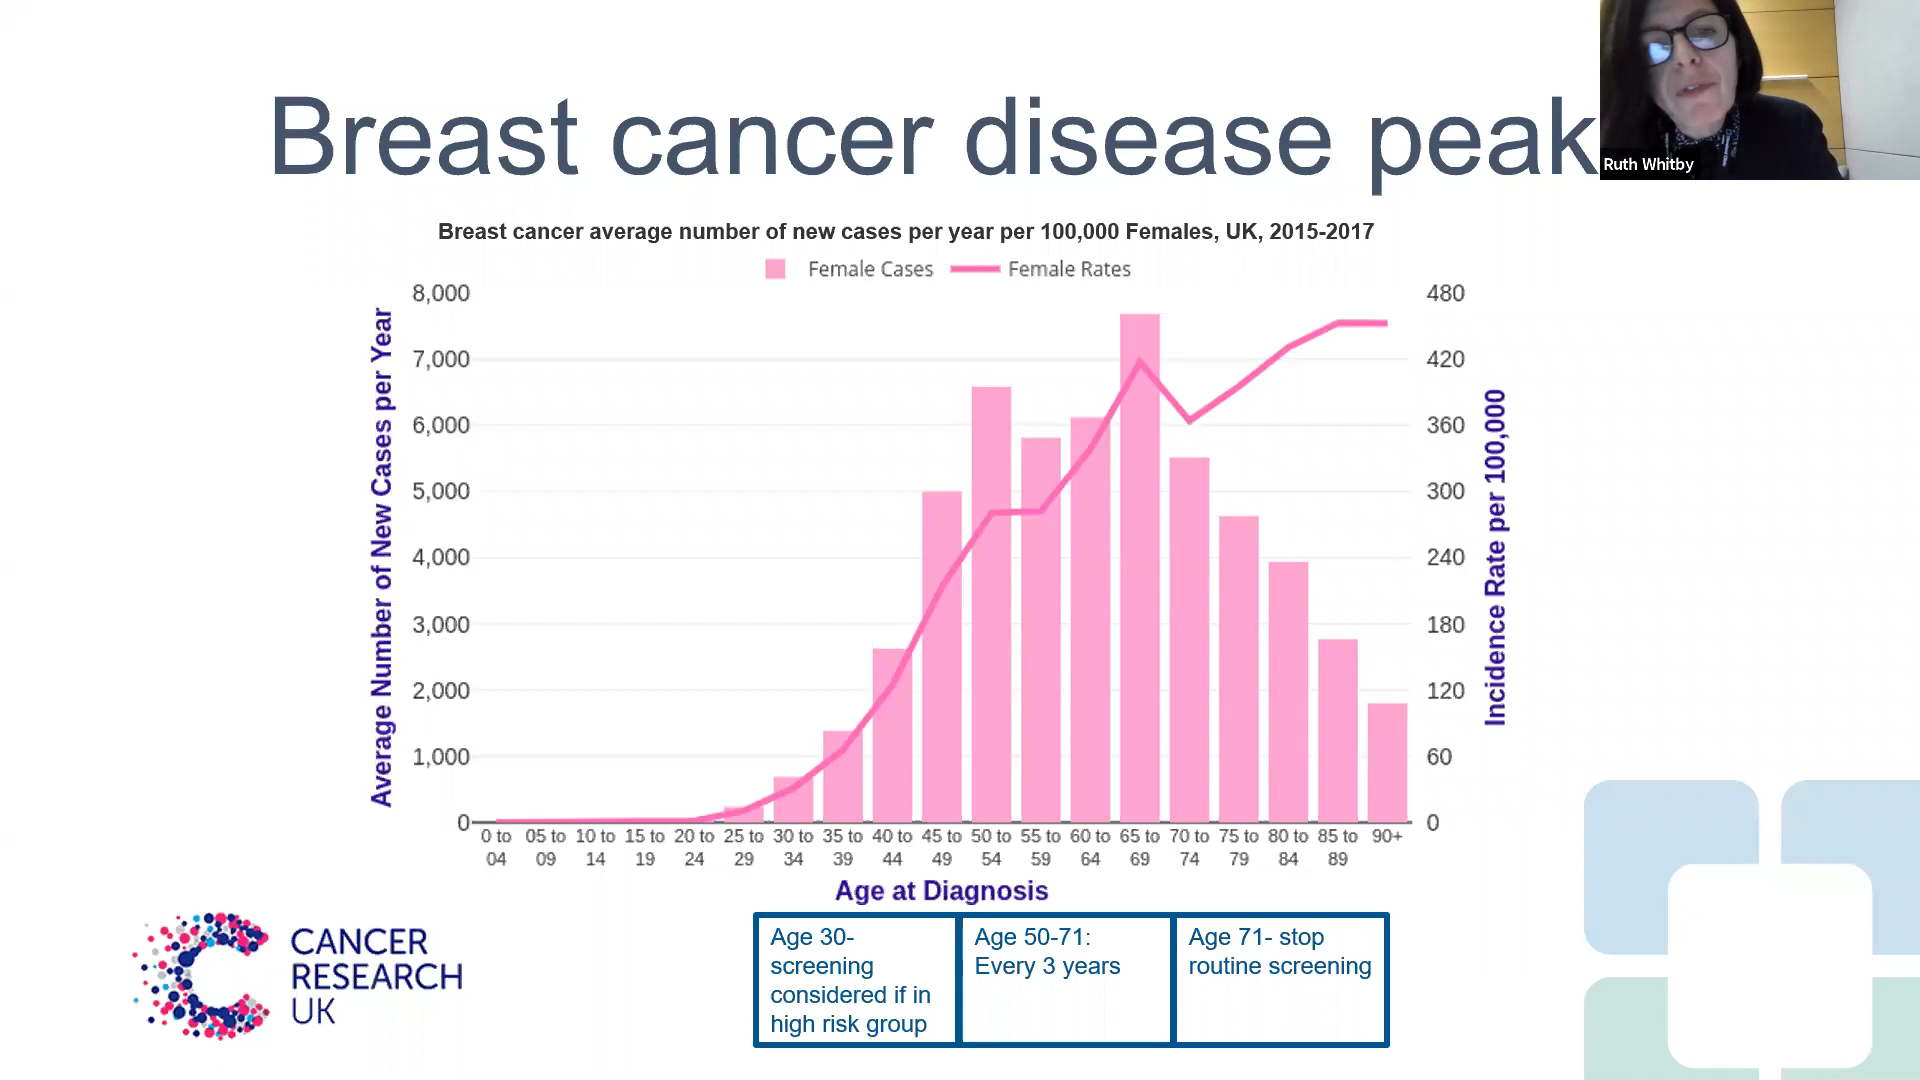 Breast cancer disease peak
Ruth Whitby
Breast cancer average number of new cases per year per 100,000 Females, UK, 2015-2017
Female Cases Female Rates
Average Number of New Cases per Year
8,000
7,000
6,000
5,000
4,000
3,000
2,000
1,000
0
480
420
360
300
240
180
120
60
0
Incidence Rate per 100,000
0 to 05 to 10 to 15 to 20 to 25 to 30 to 35 to 40 to 45 to 50 to 55 to 60 to 65 to 70 to 75 to 80 to 85 to 90+
04 09 14 19 24 29 34 39 44 49 54 59 64 69 74 79 84 89
Age at Diagnosis
CANCER
RESEARCH
UK
Age 30-
screening
considered if in
high risk group
Age 50-71:
Every 3 years
Age 71- stop
routine screening